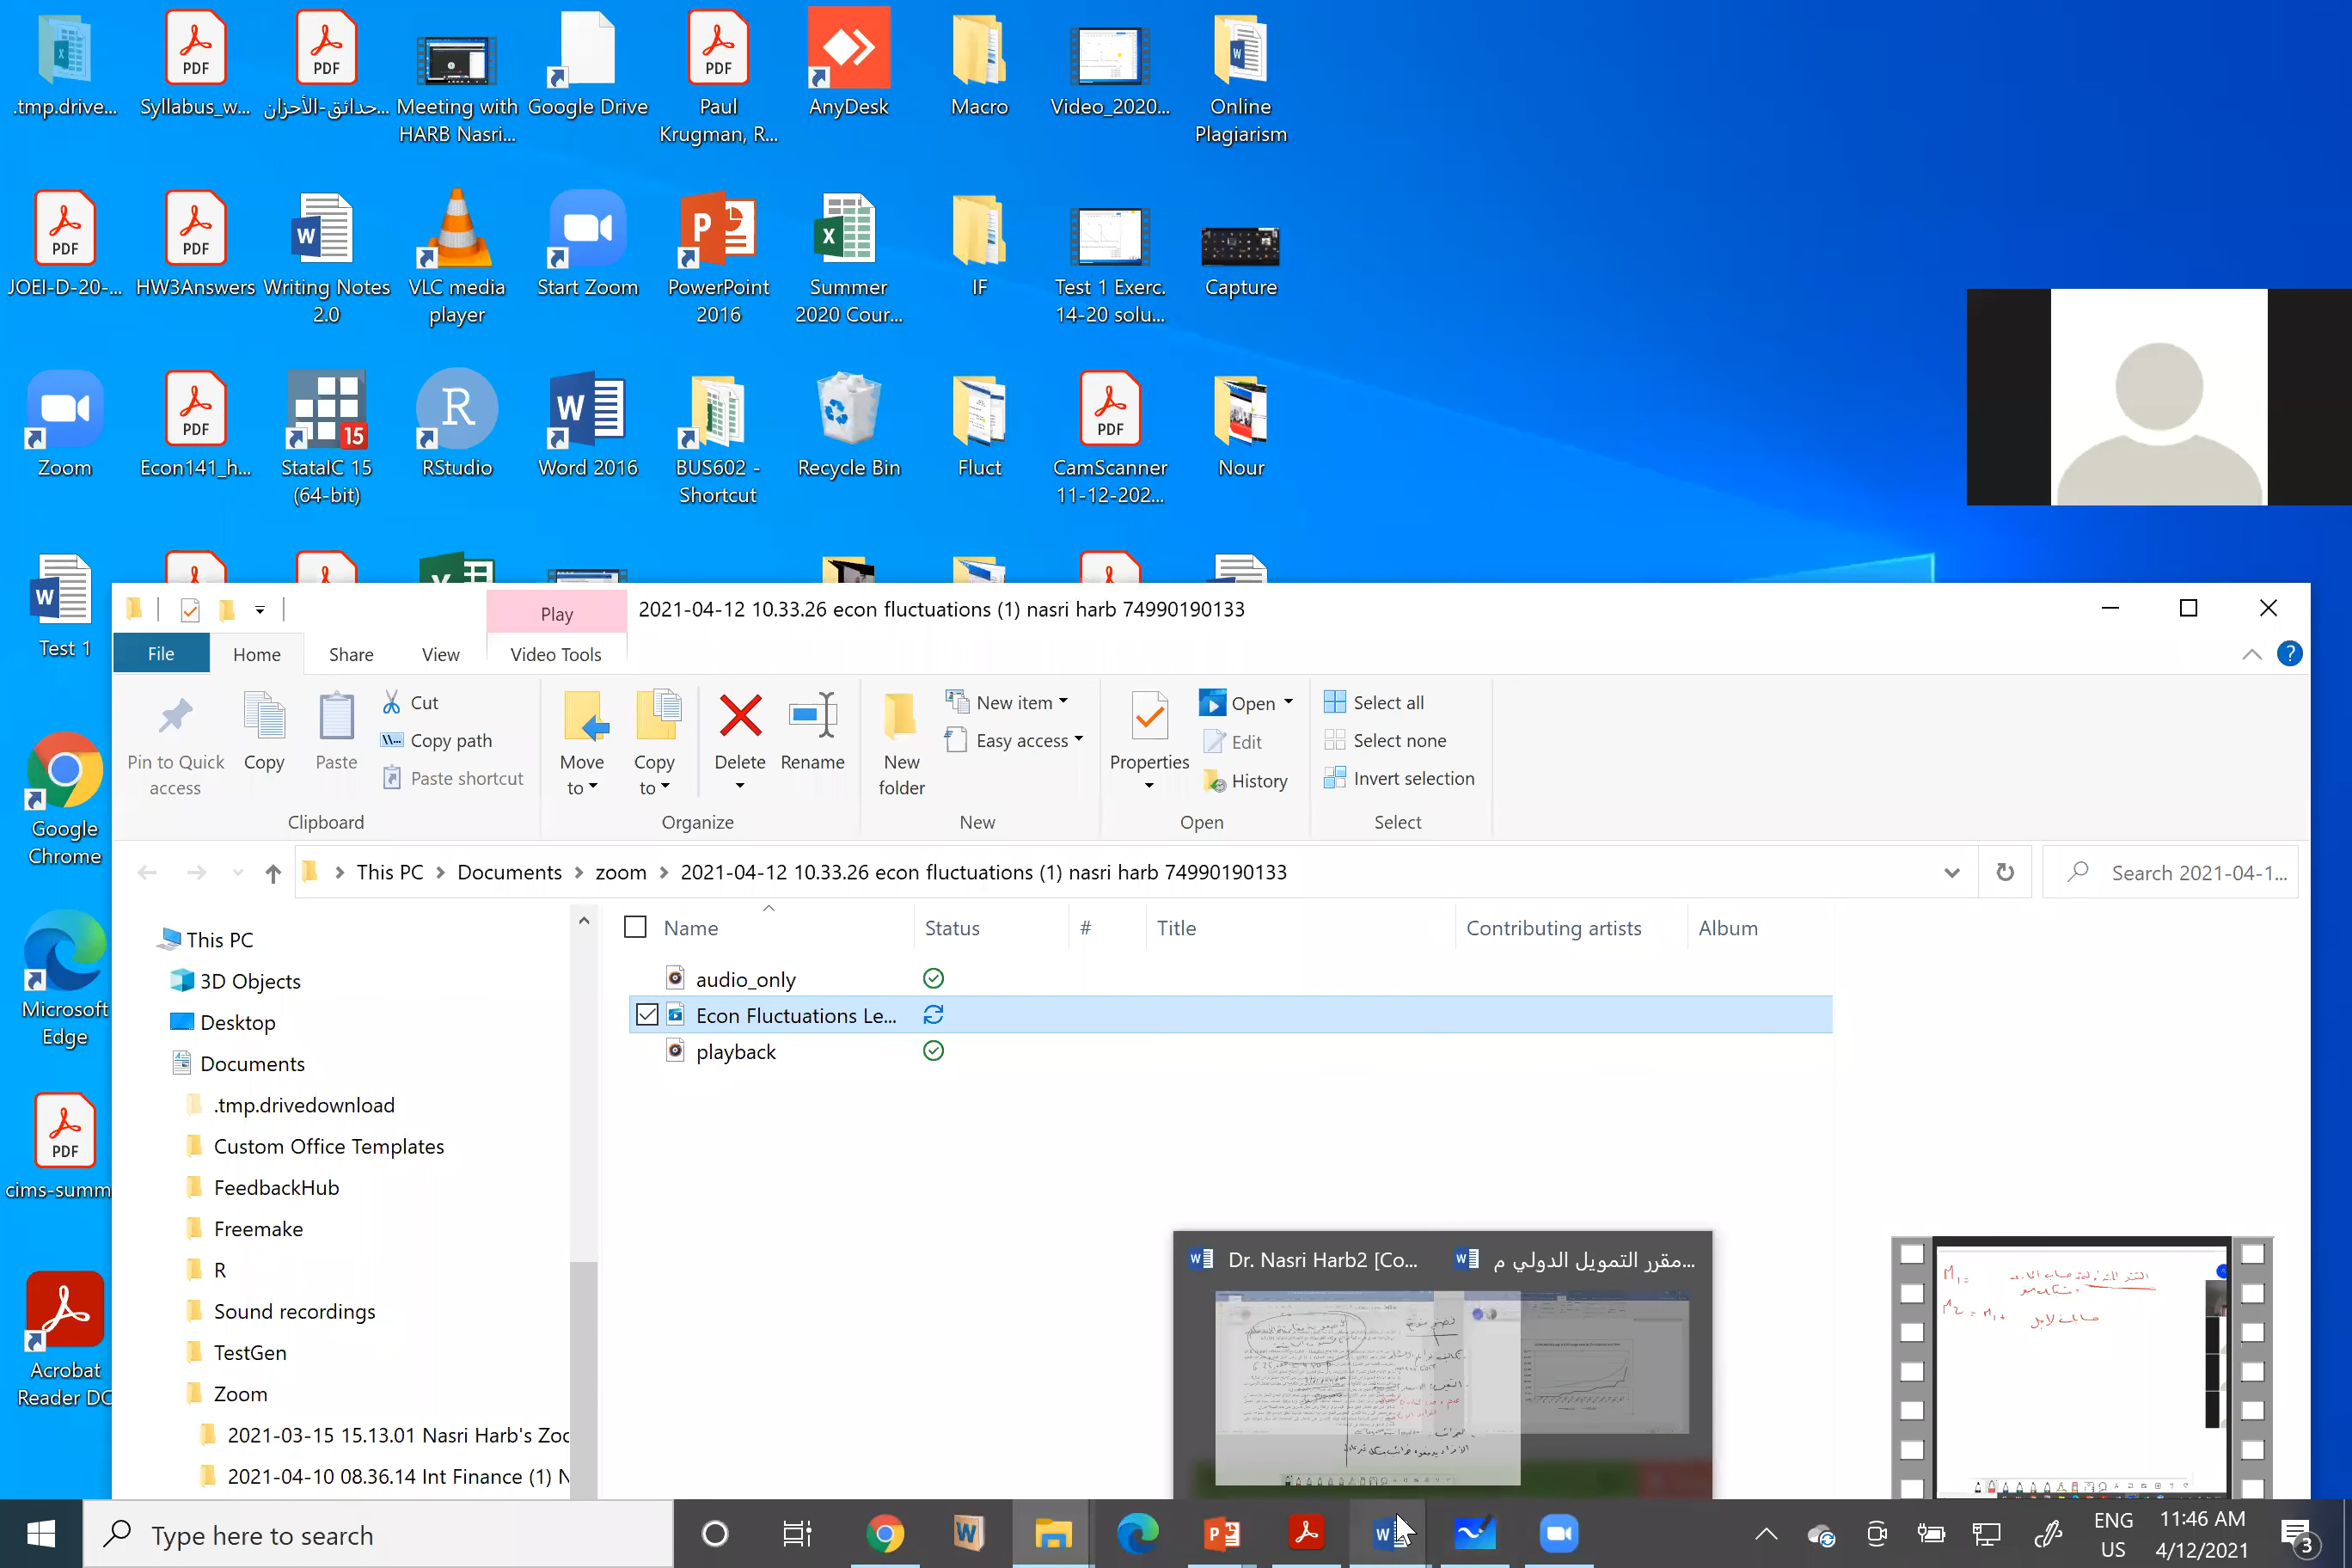 .tmp.drive...
Syllabus_w...
حدائق-الأحزان...
Meeting with
HARB Nasri...
Google Drive
Paul
Krugman, R...
AnyDesk
Macro
Video_2020...
Online
Plagiarism
JOEI-D-20-...
HW3Answers
Writing Notes
2.0
VLC media
player
Start Zoom
PowerPoint
2016
Summer
2020 Cour...
IF
Test 1 Exerc.
14-20 solu...
Capture
Zoom
Econ141_h...
StataIC 15
(64-bit)
RStudio
Word 2016
BUS602 -
Shortcut
Recycle Bin
Fluct
CamScanner
11-12-202...
Nour
Test 1
Google
Chrome
Microsoft
Edge
cims-summ
Acrobat
Reader DC
Play
2021-04-12 10.33.26 econ fluctuations (1) nasri harb 74990190133
File
Home
Share
View
Video Tools
Pin to Quick
access
Copy
Paste
Cut
Copy path
Paste shortcut
Clipboard
Move
to
Copy
to
Delete
Rename
Organize
New
folder
New item
Easy access
New
Properties
Open
Edit
History
Open
Select all
Select none
Invert selection
Select
This PC
Documents
zoom
2021-04-12 10.33.26 econ fluctuations (1) nasri harb 74990190133
Search 2021-04-1...
This PC
3D Objects
Desktop
Documents
.tmp.drivedownload
Custom Office Templates
FeedbackHub
Freemake
R
Sound recordings
TestGen
Zoom
2021-03-15 15.13.01 Nasri Harb's Zoo
2021-04-10 08.36.14 Int Finance (1) N
Name
Status
#
Title
Contributing artists
Album
audio_only
Econ Fluctuations Le...
playback
Dr. Nasri Harb2 [Co...
مقرر التمويل الدولي م...
M1=
M2 = M1+
Type here to search
ENG
US
11:46 AM
4/12/2021
3